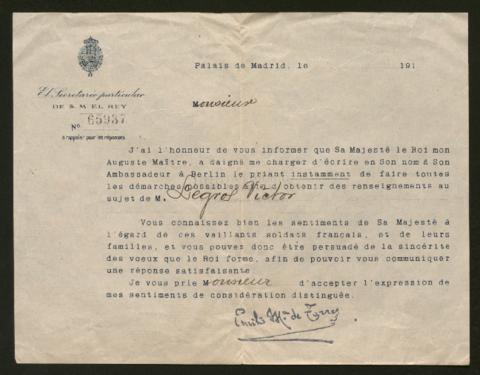 Palais de Madrid, le 191
El Secretario particular
DE S. M. EL REY
No 65937
à rappeler pour les réponses
Monsieur
J'ai l'honneur de vous informer que Sa Majesté le Roi mon
Auguste Maître, a daigné me charger d'écrire en Son nom à Son
Ambassadeur à Berlin le priant instamment de faire toutes
les démarches possibles afin d'obtenir des renseignements au
sujet de M. Legros Victor
Vous connaissez bien les sentiments de Sa Majesté à
l'égard de ces vaillants soldats français, et de leurs
familles, et vous pouvez donc être persuadé de la sincérité
des voeux que le Roi forme, afin de pouvoir vous communiquer
une réponse satisfaisante
Je vous prie Monsieur d'accepter l'expression de
mes sentiments de considération distinguée.
Emilio Mª de Torres